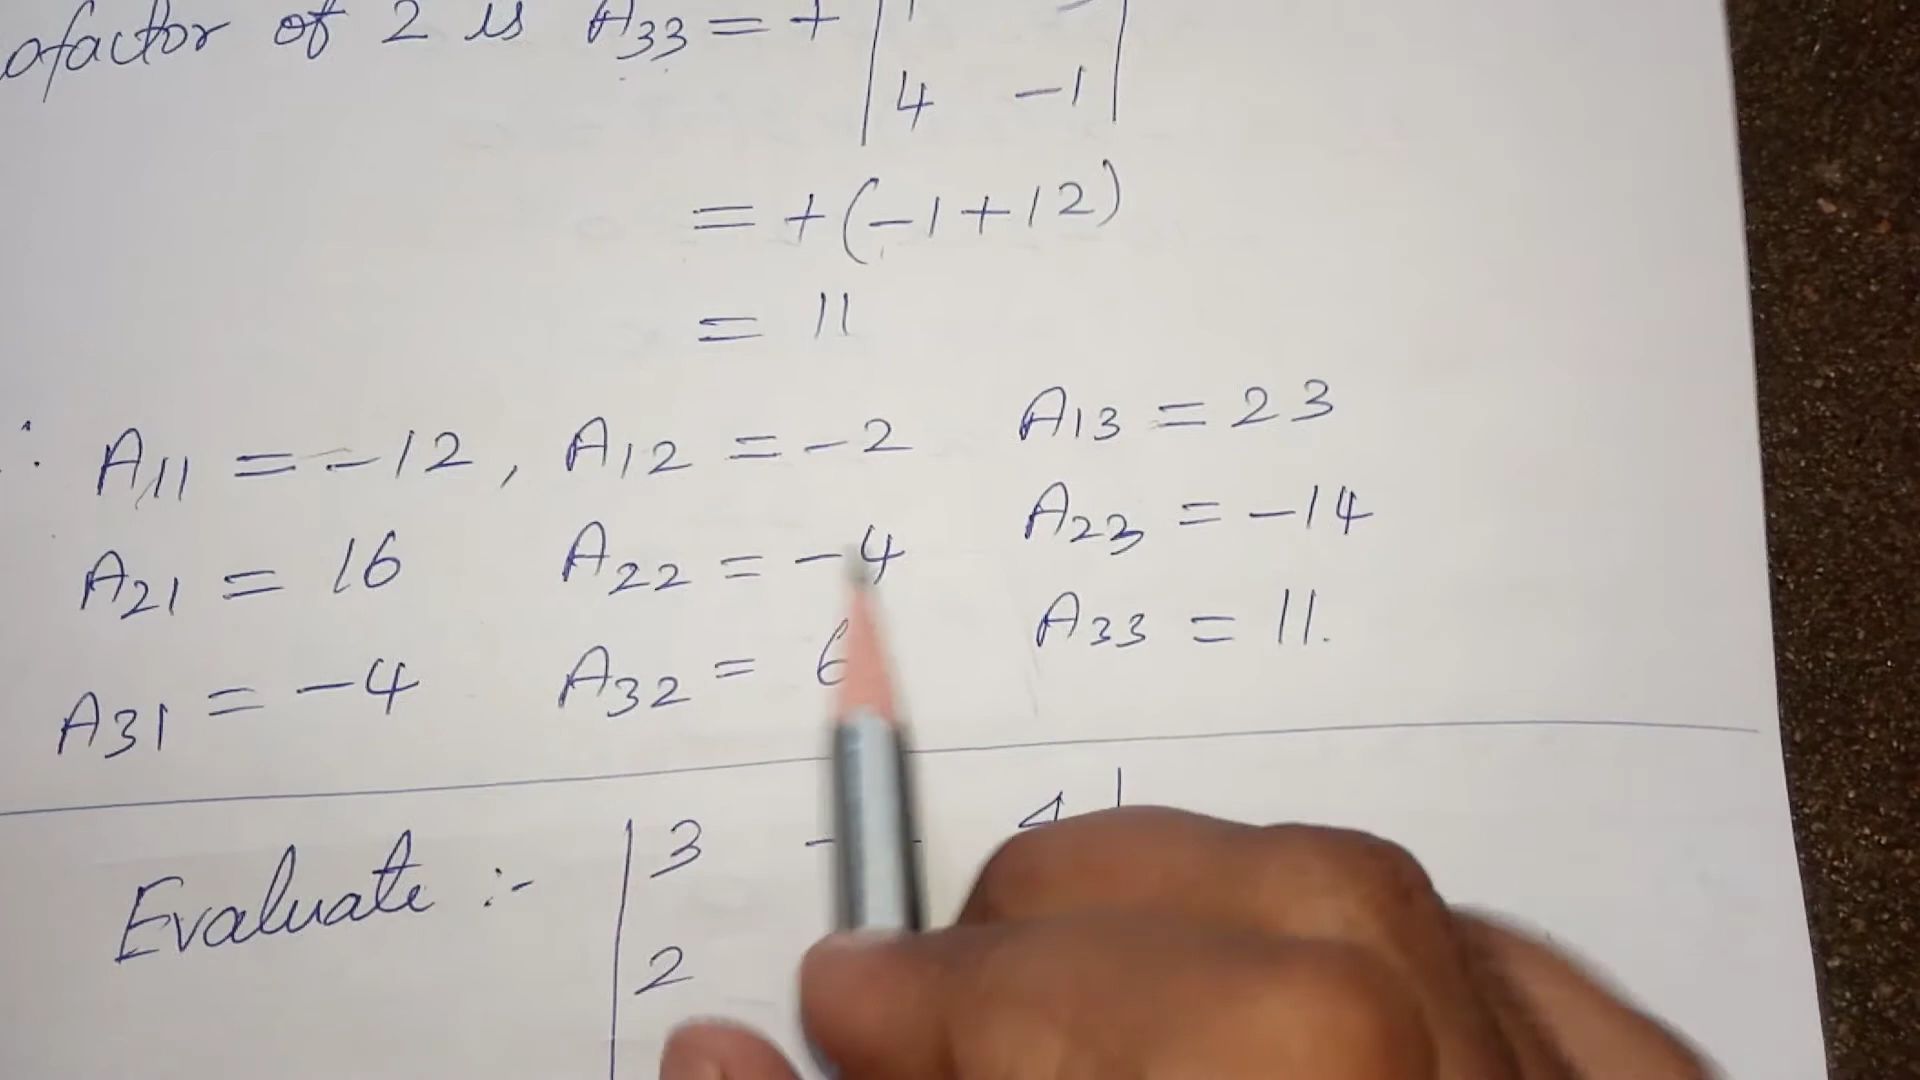 ofactor of 2 is A33 = +
4 -1
= +(-1+12)
= 11
∴ A11 = -12, A12 = -2 A13 = 23
A21 = 16 A22 = -4 A23 = -14
A31 = -4 A32 = 6 A33 = 11.
Evaluate :- 3 - 4
2